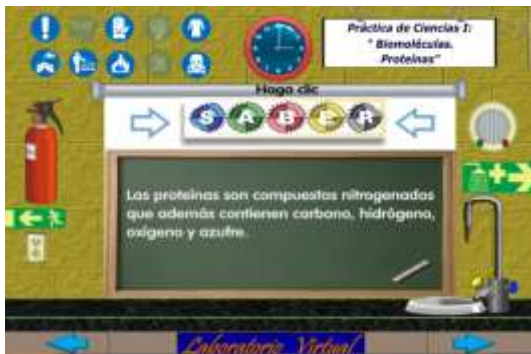 Práctica de Ciencias I:
" Biomoléculas.
Proteínas"
Haga clic
S A B E R
Las proteínas son compuestos nitrogenados
que además contienen carbono, hidrógeno,
oxígeno y azufre.
Laboratorio Virtual